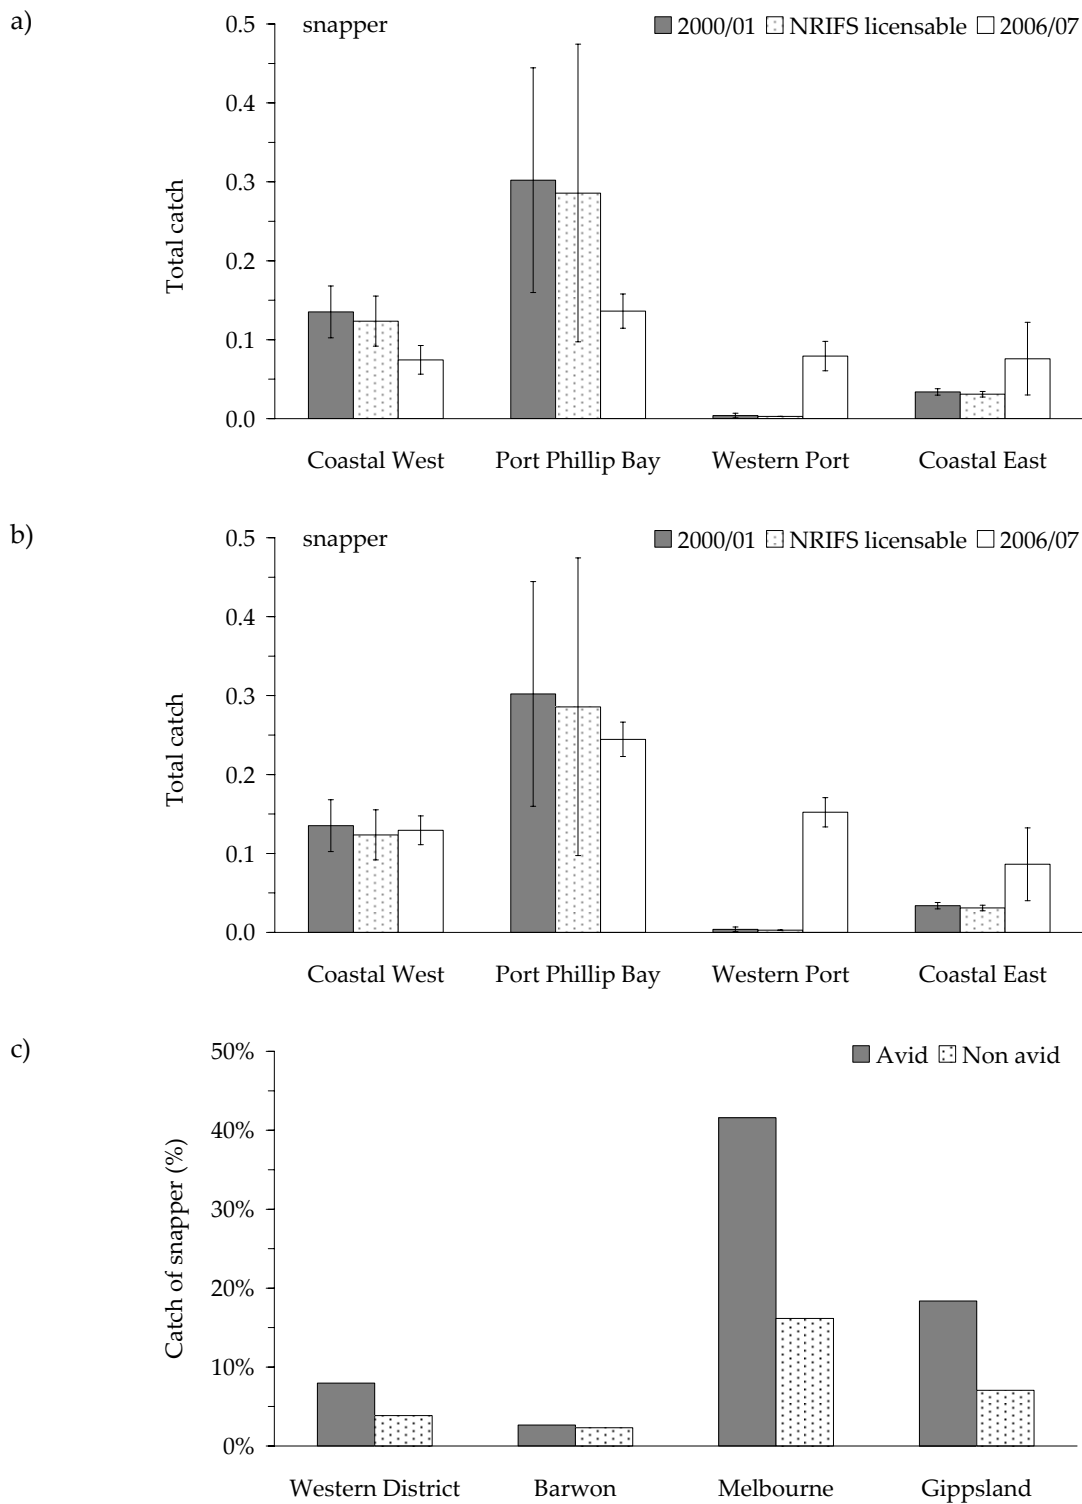 a)
snapper
2000/01 NRIFS licensable 2006/07
Total catch
0.5
0.4
0.3
0.2
0.1
0.0
Coastal West Port Phillip Bay Western Port Coastal East
b)
snapper
2000/01 NRIFS licensable 2006/07
Total catch
0.5
0.4
0.3
0.2
0.1
0.0
Coastal West Port Phillip Bay Western Port Coastal East
c)
Avid Non avid
Catch of snapper (%)
50%
40%
30%
20%
10%
0%
Western District Barwon Melbourne Gippsland